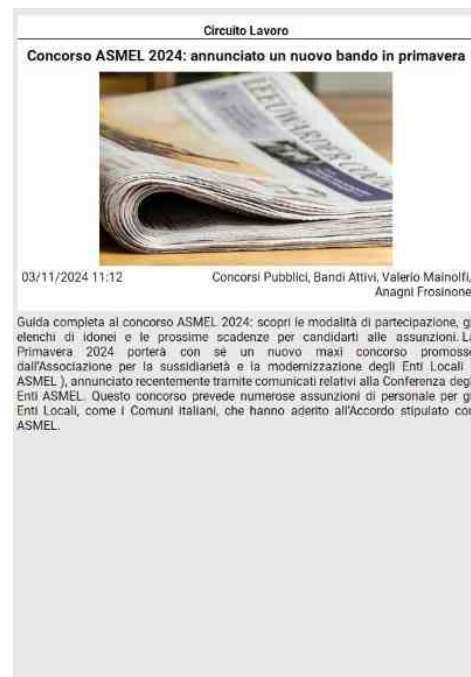 Circuito Lavoro
Concorso ASMEL 2024: annunciato un nuovo bando in primavera
LEEUWARDER COU
03/11/2024 11:12 Concorsi Pubblici, Bandi Attivi, Valerio Mainolfi,
Anagni Frosinone
Guida completa al concorso ASMEL 2024: scopri le modalità di partecipazione, g
elenchi di idonei e le prossime scadenze per candidarti alle assunzioni. La
Primavera 2024 porterà con sé un nuovo maxi concorso promosso
dall'Associazione per la sussidiarietà e la modernizzazione degli Enti Locali
ASMEL ), annunciato recentemente tramite comunicati relativi alla Conferenza deg
Enti ASMEL. Questo concorso prevede numerose assunzioni di personale per g
Enti Locali, come i Comuni italiani, che hanno aderito all'Accordo stipulato con
ASMEL.